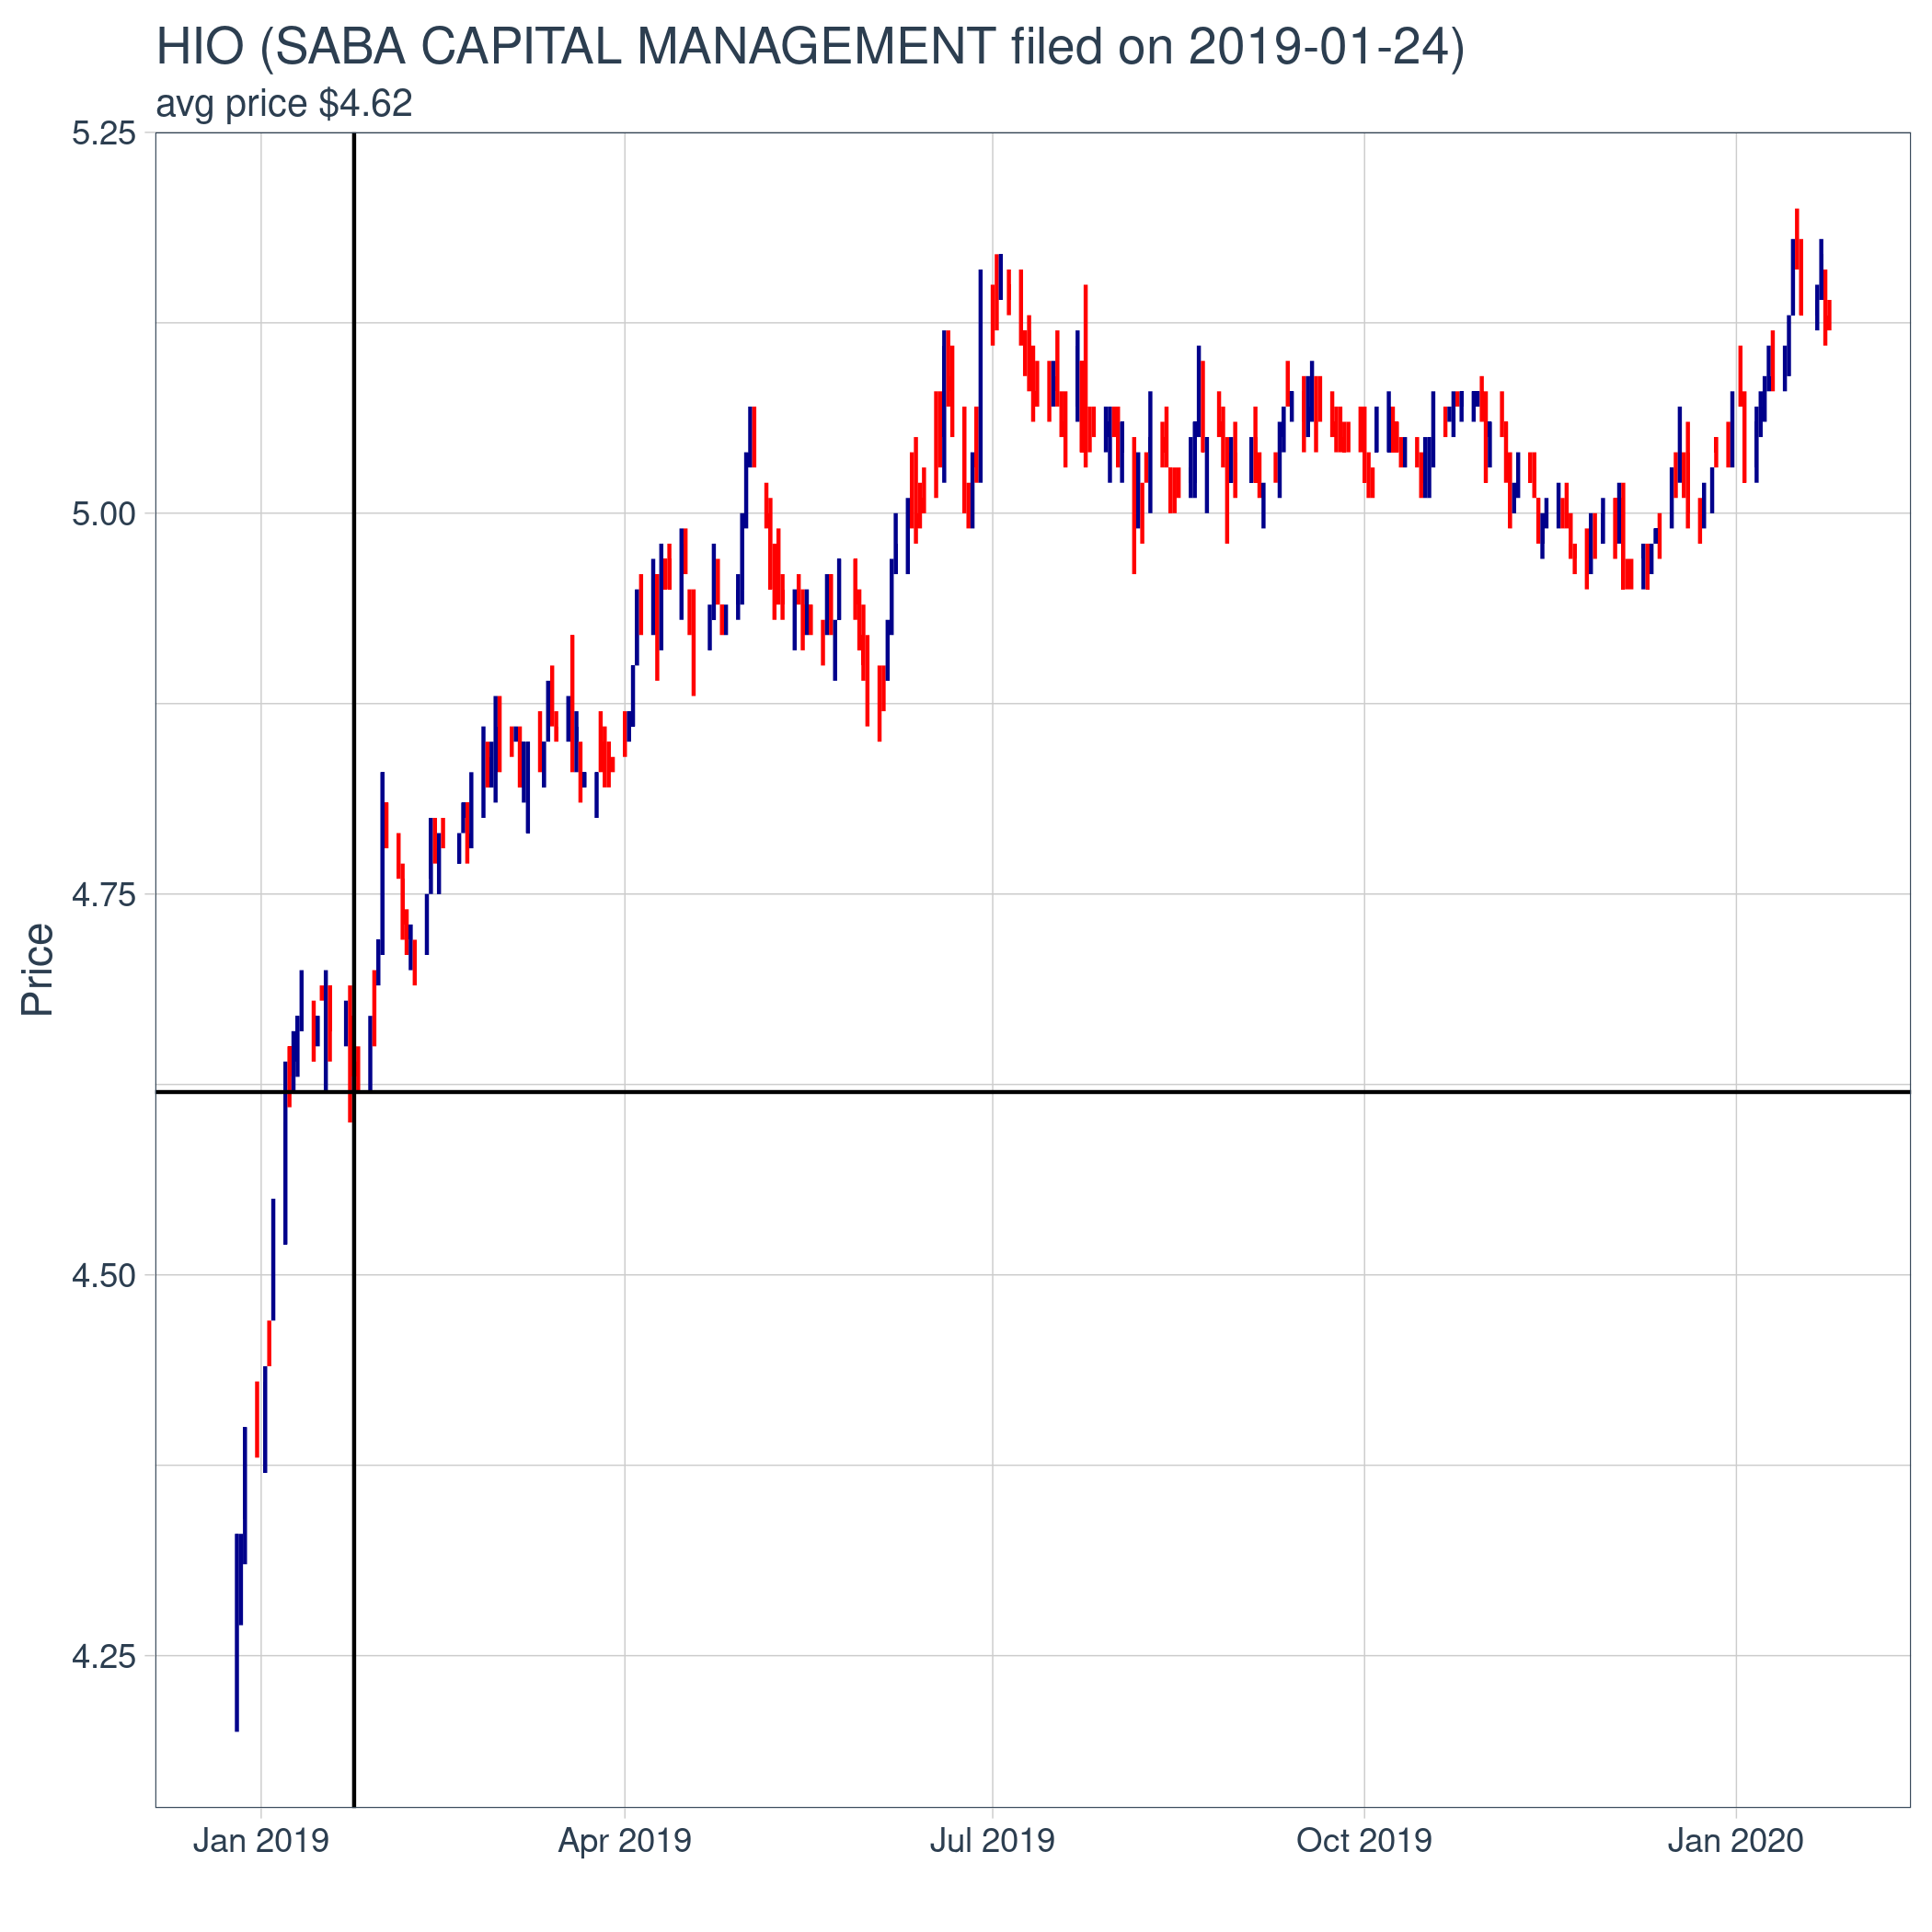 HIO (SABA CAPITAL MANAGEMENT filed on 2019-01-24)
avg price $4.62
5.25
5.00
4.75
4.50
4.25
Price
Jan 2019
Apr 2019
Jul 2019
Oct 2019
Jan 2020